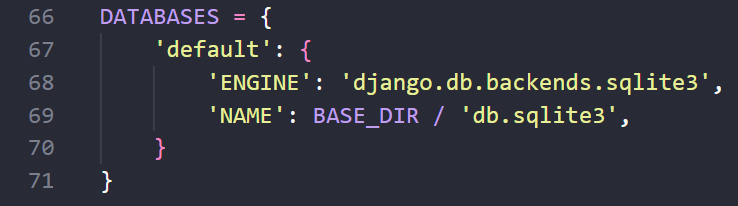 66 DATABASES = {
67     'default': {
68         'ENGINE': 'django.db.backends.sqlite3',
69         'NAME': BASE_DIR / 'db.sqlite3',
70     }
71 }